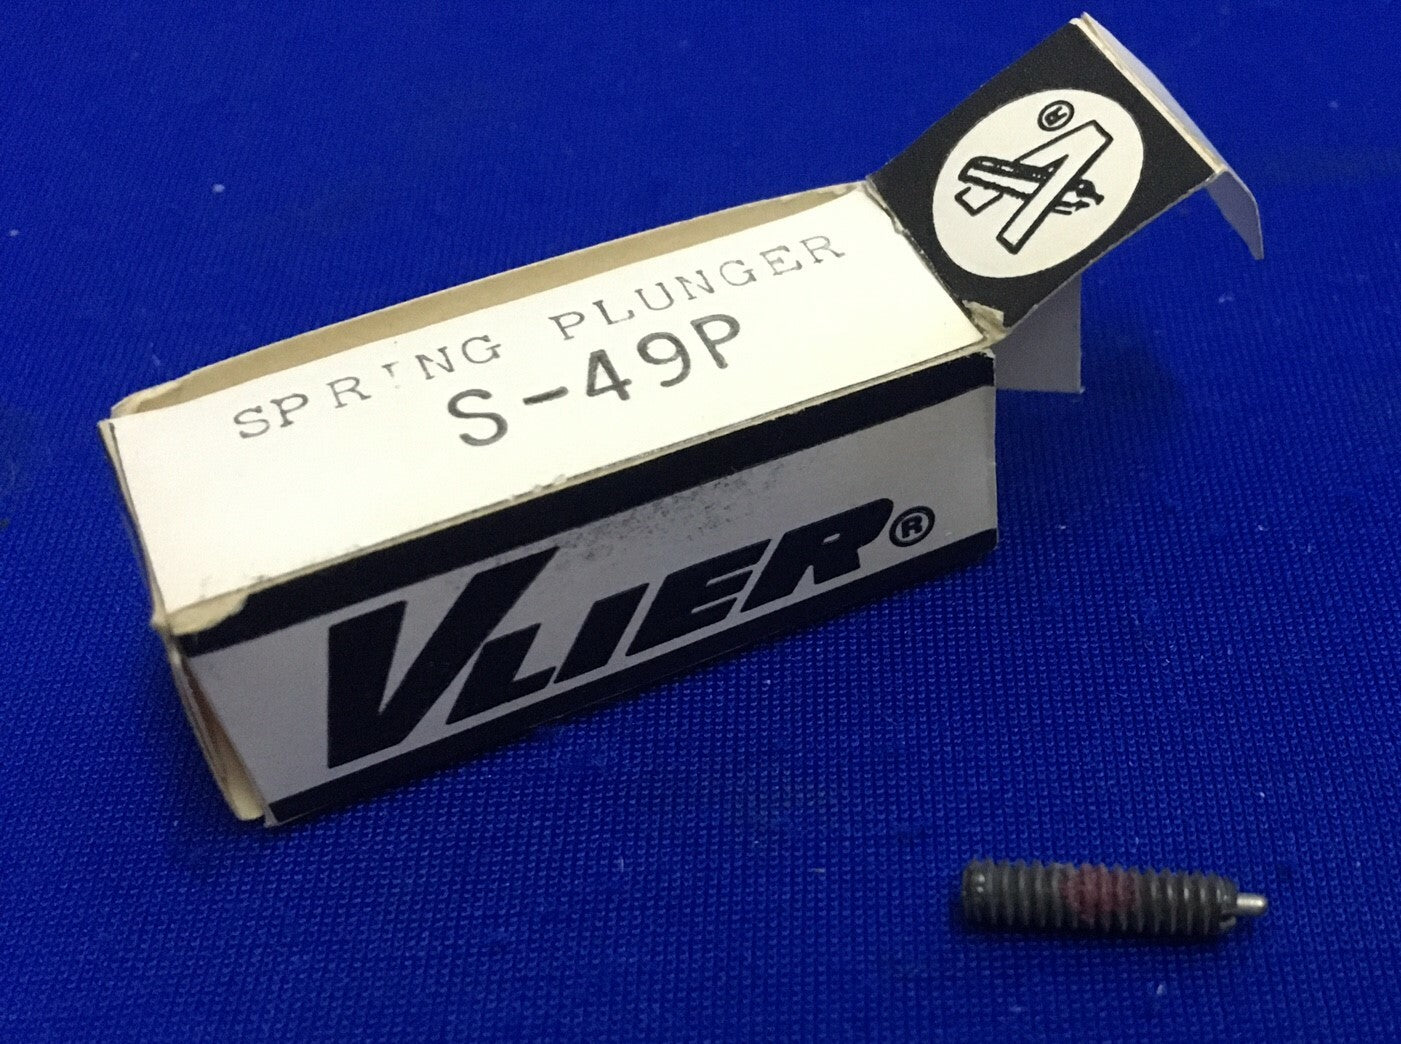 SPRING PLUNGER
S-49P
VLIER®
V®